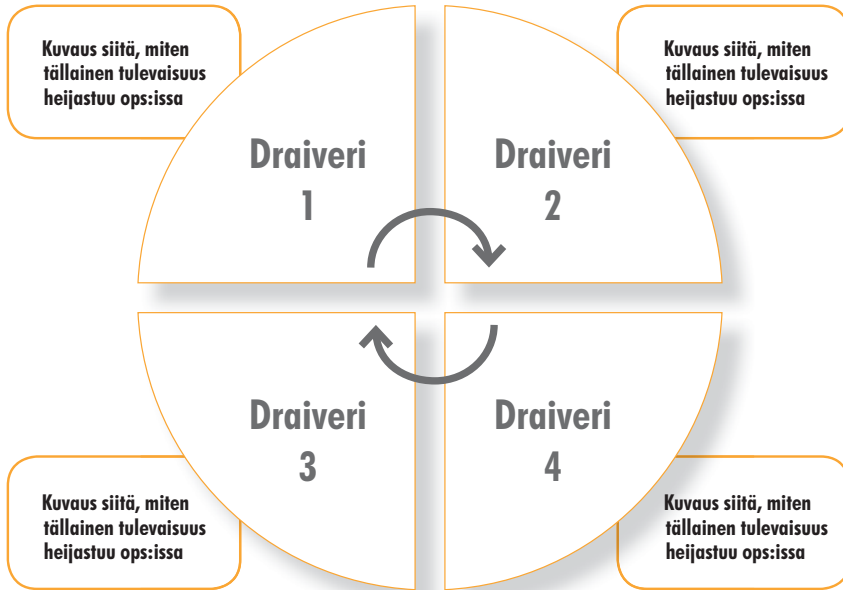 Kuvaus siitä, miten
tällainen tulevaisuus
heijastuu ops:issa
Kuvaus siitä, miten
tällainen tulevaisuus
heijastuu ops:issa
Draiveri
1
Draiveri
2
Draiveri
3
Draiveri
4
Kuvaus siitä, miten
tällainen tulevaisuus
heijastuu ops:issa
Kuvaus siitä, miten
tällainen tulevaisuus
heijastuu ops:issa